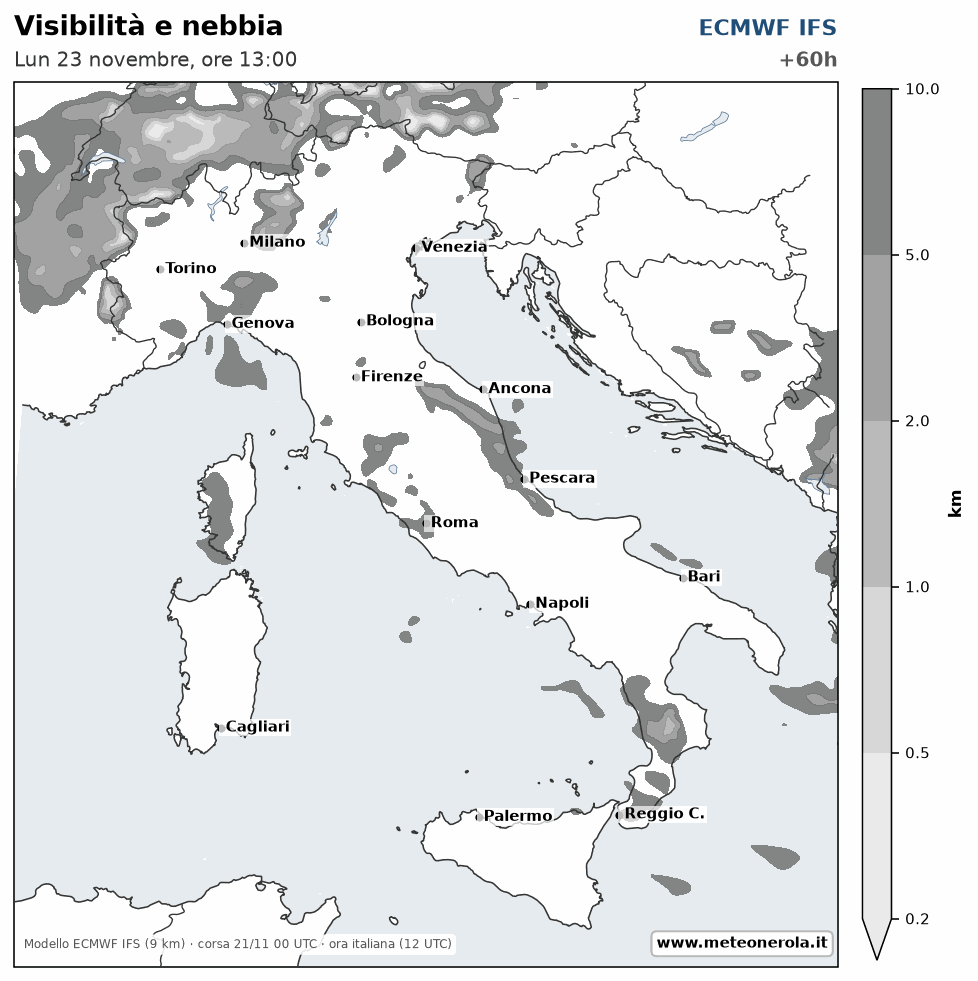 Visibilità e nebbia
ECMWF IFS
Lun 23 novembre, ore 13:00
+60h
10.0
5.0
2.0
1.0
0.5
0.2
km
Milano
Venezia
Torino
Genova
Bologna
Firenze
Ancona
Pescara
Roma
Bari
Napoli
Cagliari
Palermo
Reggio C.
Modello ECMWF IFS (9 km) · corsa 21/11 00 UTC · ora italiana (12 UTC)
www.meteonerola.it